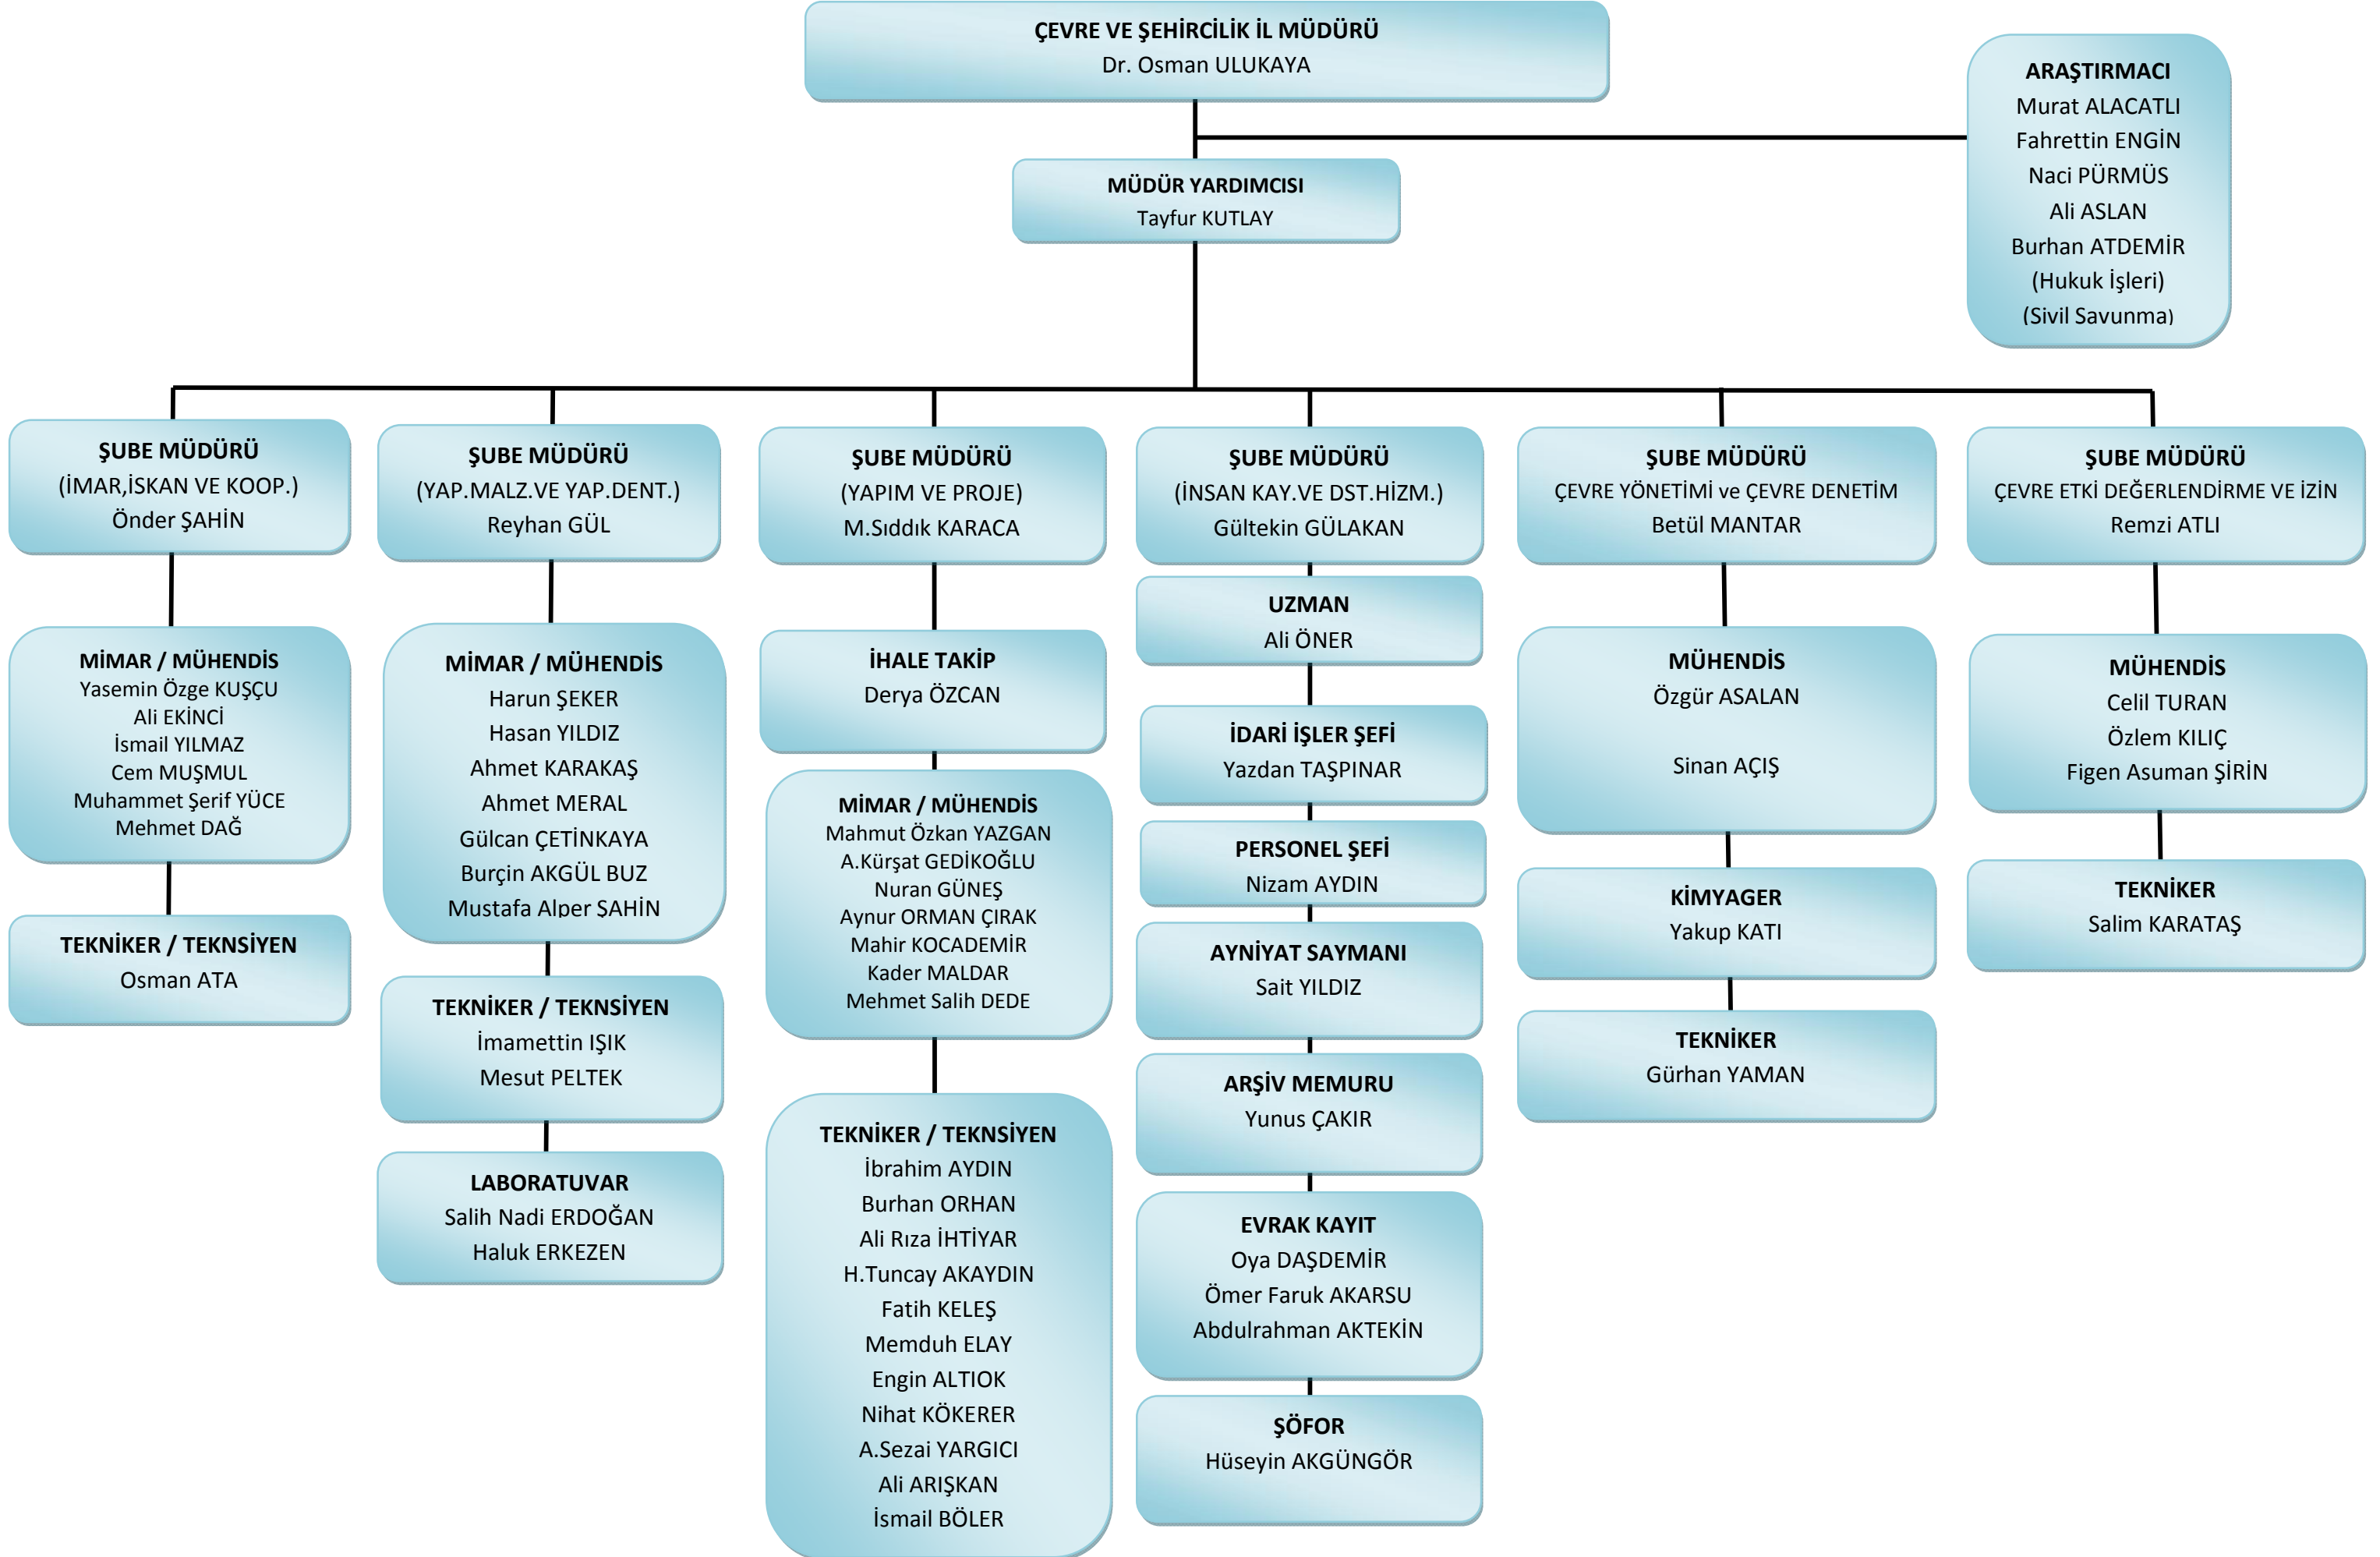 ÇEVRE VE ŞEHİRCİLİK İL MÜDÜRÜ
Dr. Osman ULUKAYA
ARAŞTIRMACI
Murat ALACATLI
Fahrettin ENGİN
Naci PÜRMÜS
Ali ASLAN
Burhan ATDEMİR
(Hukuk İşleri)
(Sivil Savunma)
MÜDÜR YARDIMCISI
Tayfur KUTLAY
ŞUBE MÜDÜRÜ
(İMAR,İSKAN VE KOOP.)
Önder ŞAHİN
MİMAR / MÜHENDİS
Yasemin Özge KUŞÇU
Ali EKİNCİ
İsmail YILMAZ
Cem MUŞMUL
Muhammet Şerif YÜCE
Mehmet DAĞ
TEKNİKER / TEKNSİYEN
Osman ATA
ŞUBE MÜDÜRÜ
(YAP.MALZ.VE YAP.DENT.)
Reyhan GÜL
MİMAR / MÜHENDİS
Harun ŞEKER
Hasan YILDIZ
Ahmet KARAKAŞ
Ahmet MERAL
Gülcan ÇETİNKAYA
Burçin AKGÜL BUZ
Mustafa Alper ŞAHİN
TEKNİKER / TEKNSİYEN
İmamettin IŞIK
Mesut PELTEK
LABORATUVAR
Salih Nadi ERDOĞAN
Haluk ERKEZEN
ŞUBE MÜDÜRÜ
(YAPIM VE PROJE)
M.Sıddık KARACA
İHALE TAKİP
Derya ÖZCAN
MİMAR / MÜHENDİS
Mahmut Özkan YAZGAN
A.Kürşat GEDİKOĞLU
Nuran GÜNEŞ
Aynur ORMAN ÇIRAK
Mahir KOCADEMİR
Kader MALDAR
Mehmet Salih DEDE
TEKNİKER / TEKNSİYEN
İbrahim AYDIN
Burhan ORHAN
Ali Rıza İHTİYAR
H.Tuncay AKAYDIN
Fatih KELEŞ
Memduh ELAY
Engin ALTIOK
Nihat KÖKERER
A.Sezai YARGICI
Ali ARIŞKAN
İsmail BÖLER
ŞUBE MÜDÜRÜ
(İNSAN KAY.VE DST.HİZM.)
Gültekin GÜLAKAN
UZMAN
Ali ÖNER
İDARİ İŞLER ŞEFİ
Yazdan TAŞPINAR
PERSONEL ŞEFİ
Nizam AYDIN
AYNİYAT SAYMANI
Sait YILDIZ
ARŞİV MEMURU
Yunus ÇAKIR
EVRAK KAYIT
Oya DAŞDEMİR
Ömer Faruk AKARSU
Abdulrahman AKTEKİN
ŞÖFOR
Hüseyin AKGÜNGÖR
ŞUBE MÜDÜRÜ
ÇEVRE YÖNETİMİ ve ÇEVRE DENETİM
Betül MANTAR
MÜHENDİS
Özgür ASALAN
Sinan AÇIŞ
KİMYAGER
Yakup KATI
TEKNİKER
Gürhan YAMAN
ŞUBE MÜDÜRÜ
ÇEVRE ETKİ DEĞERLENDİRME VE İZİN
Remzi ATLI
MÜHENDİS
Celil TURAN
Özlem KILIÇ
Figen Asuman ŞİRİN
TEKNİKER
Salim KARATAŞ